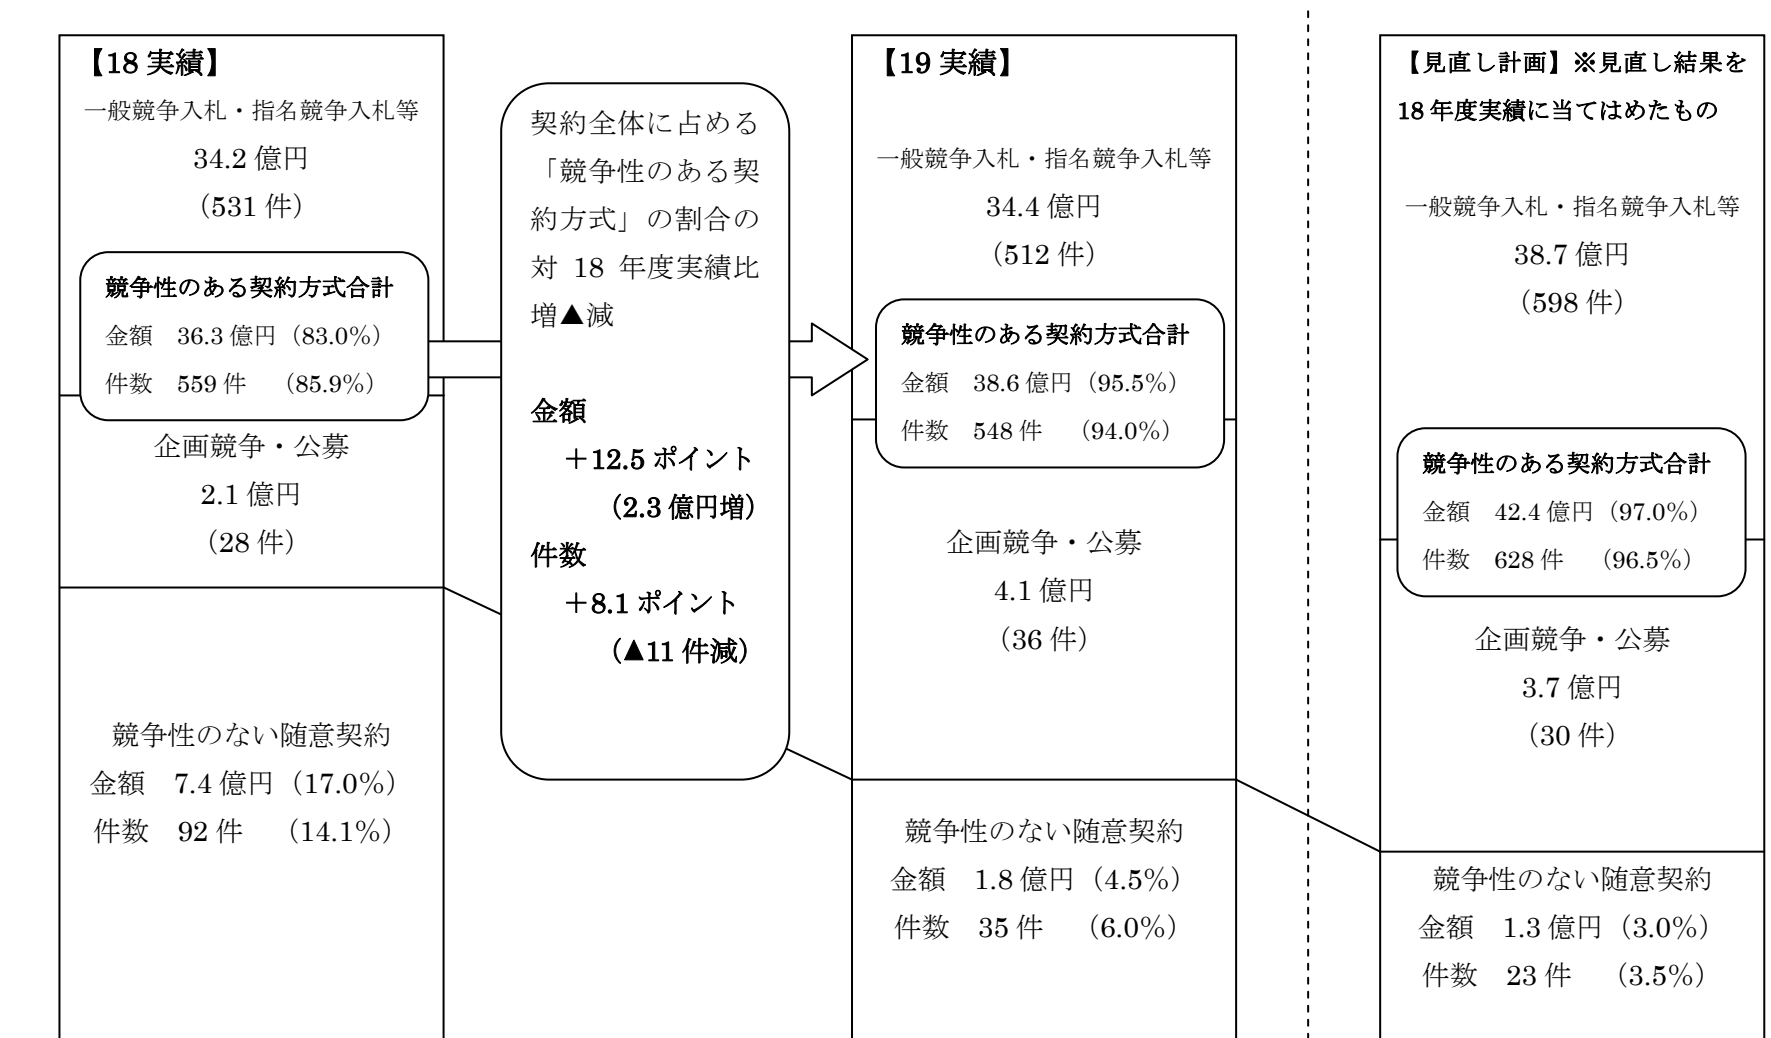 【18 実績】
一般競争入札・指名競争入札等
34.2 億円
（531 件）
競争性のある契約方式合計
金額　36.3 億円（83.0％）
件数　559 件　（85.9％）
企画競争・公募
2.1 億円
（28 件）
競争性のない随意契約
金額　7.4 億円（17.0％）
件数　92 件　（14.1％）
契約全体に占める
「競争性のある契
約方式」の割合の
対 18 年度実績比
増▲減
金額
＋12.5 ポイント
（2.3 億円増）
件数
＋8.1 ポイント
（▲11 件減）
【19 実績】
一般競争入札・指名競争入札等
34.4 億円
（512 件）
競争性のある契約方式合計
金額　38.6 億円（95.5％）
件数　548 件　（94.0％）
企画競争・公募
4.1 億円
（36 件）
競争性のない随意契約
金額　1.8 億円（4.5％）
件数　35 件　（6.0％）
【見直し計画】※見直し結果を
18 年度実績に当てはめたもの
一般競争入札・指名競争入札等
38.7 億円
（598 件）
競争性のある契約方式合計
金額　42.4 億円（97.0％）
件数　628 件　（96.5％）
企画競争・公募
3.7 億円
（30 件）
競争性のない随意契約
金額　1.3 億円（3.0％）
件数　23 件　（3.5％）